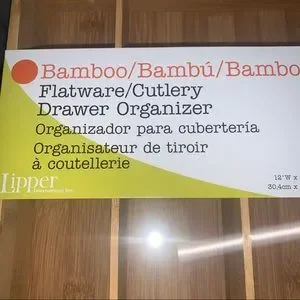 Bamboo/Bambú/Bambo
Flatware/Cutlery
Drawer Organizer
Organizador para cubertería
Organisateur de tiroir
à coutellerie
Lipper
12"W x
30,4cm x